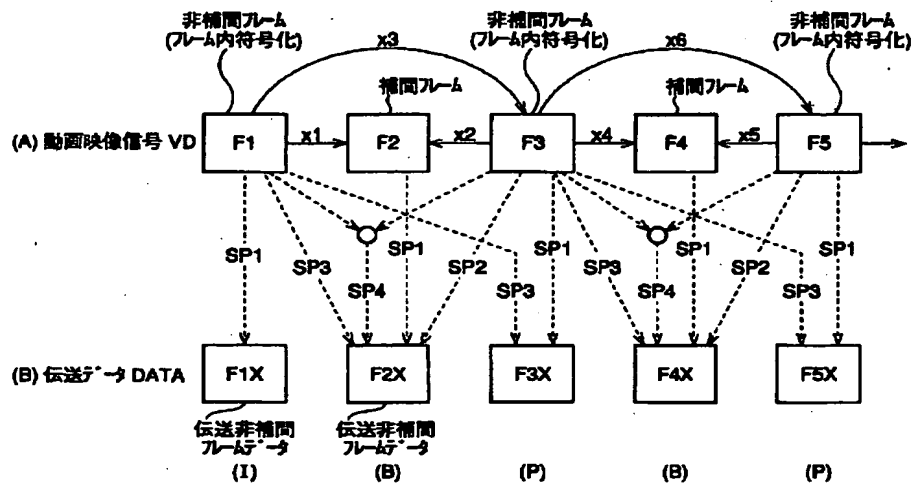 非補間フレーム
(フレーム内符号化)
x3
非補間フレーム
(フレーム内符号化)
x6
非補間フレーム
(フレーム内符号化)
補間フレーム
補間フレーム
(A) 動画映像信号 VD
F1
x1
F2
x2
F3
x4
F4
x5
F5
SP1
SP3
SP4
SP1
SP2
SP3
SP1
SP3
SP4
SP1
SP2
SP3
SP1
(B) 伝送データ DATA
F1X
F2X
F3X
F4X
F5X
伝送非補間
フレームデータ
伝送非補間
フレームデータ
(I)
(B)
(P)
(B)
(P)